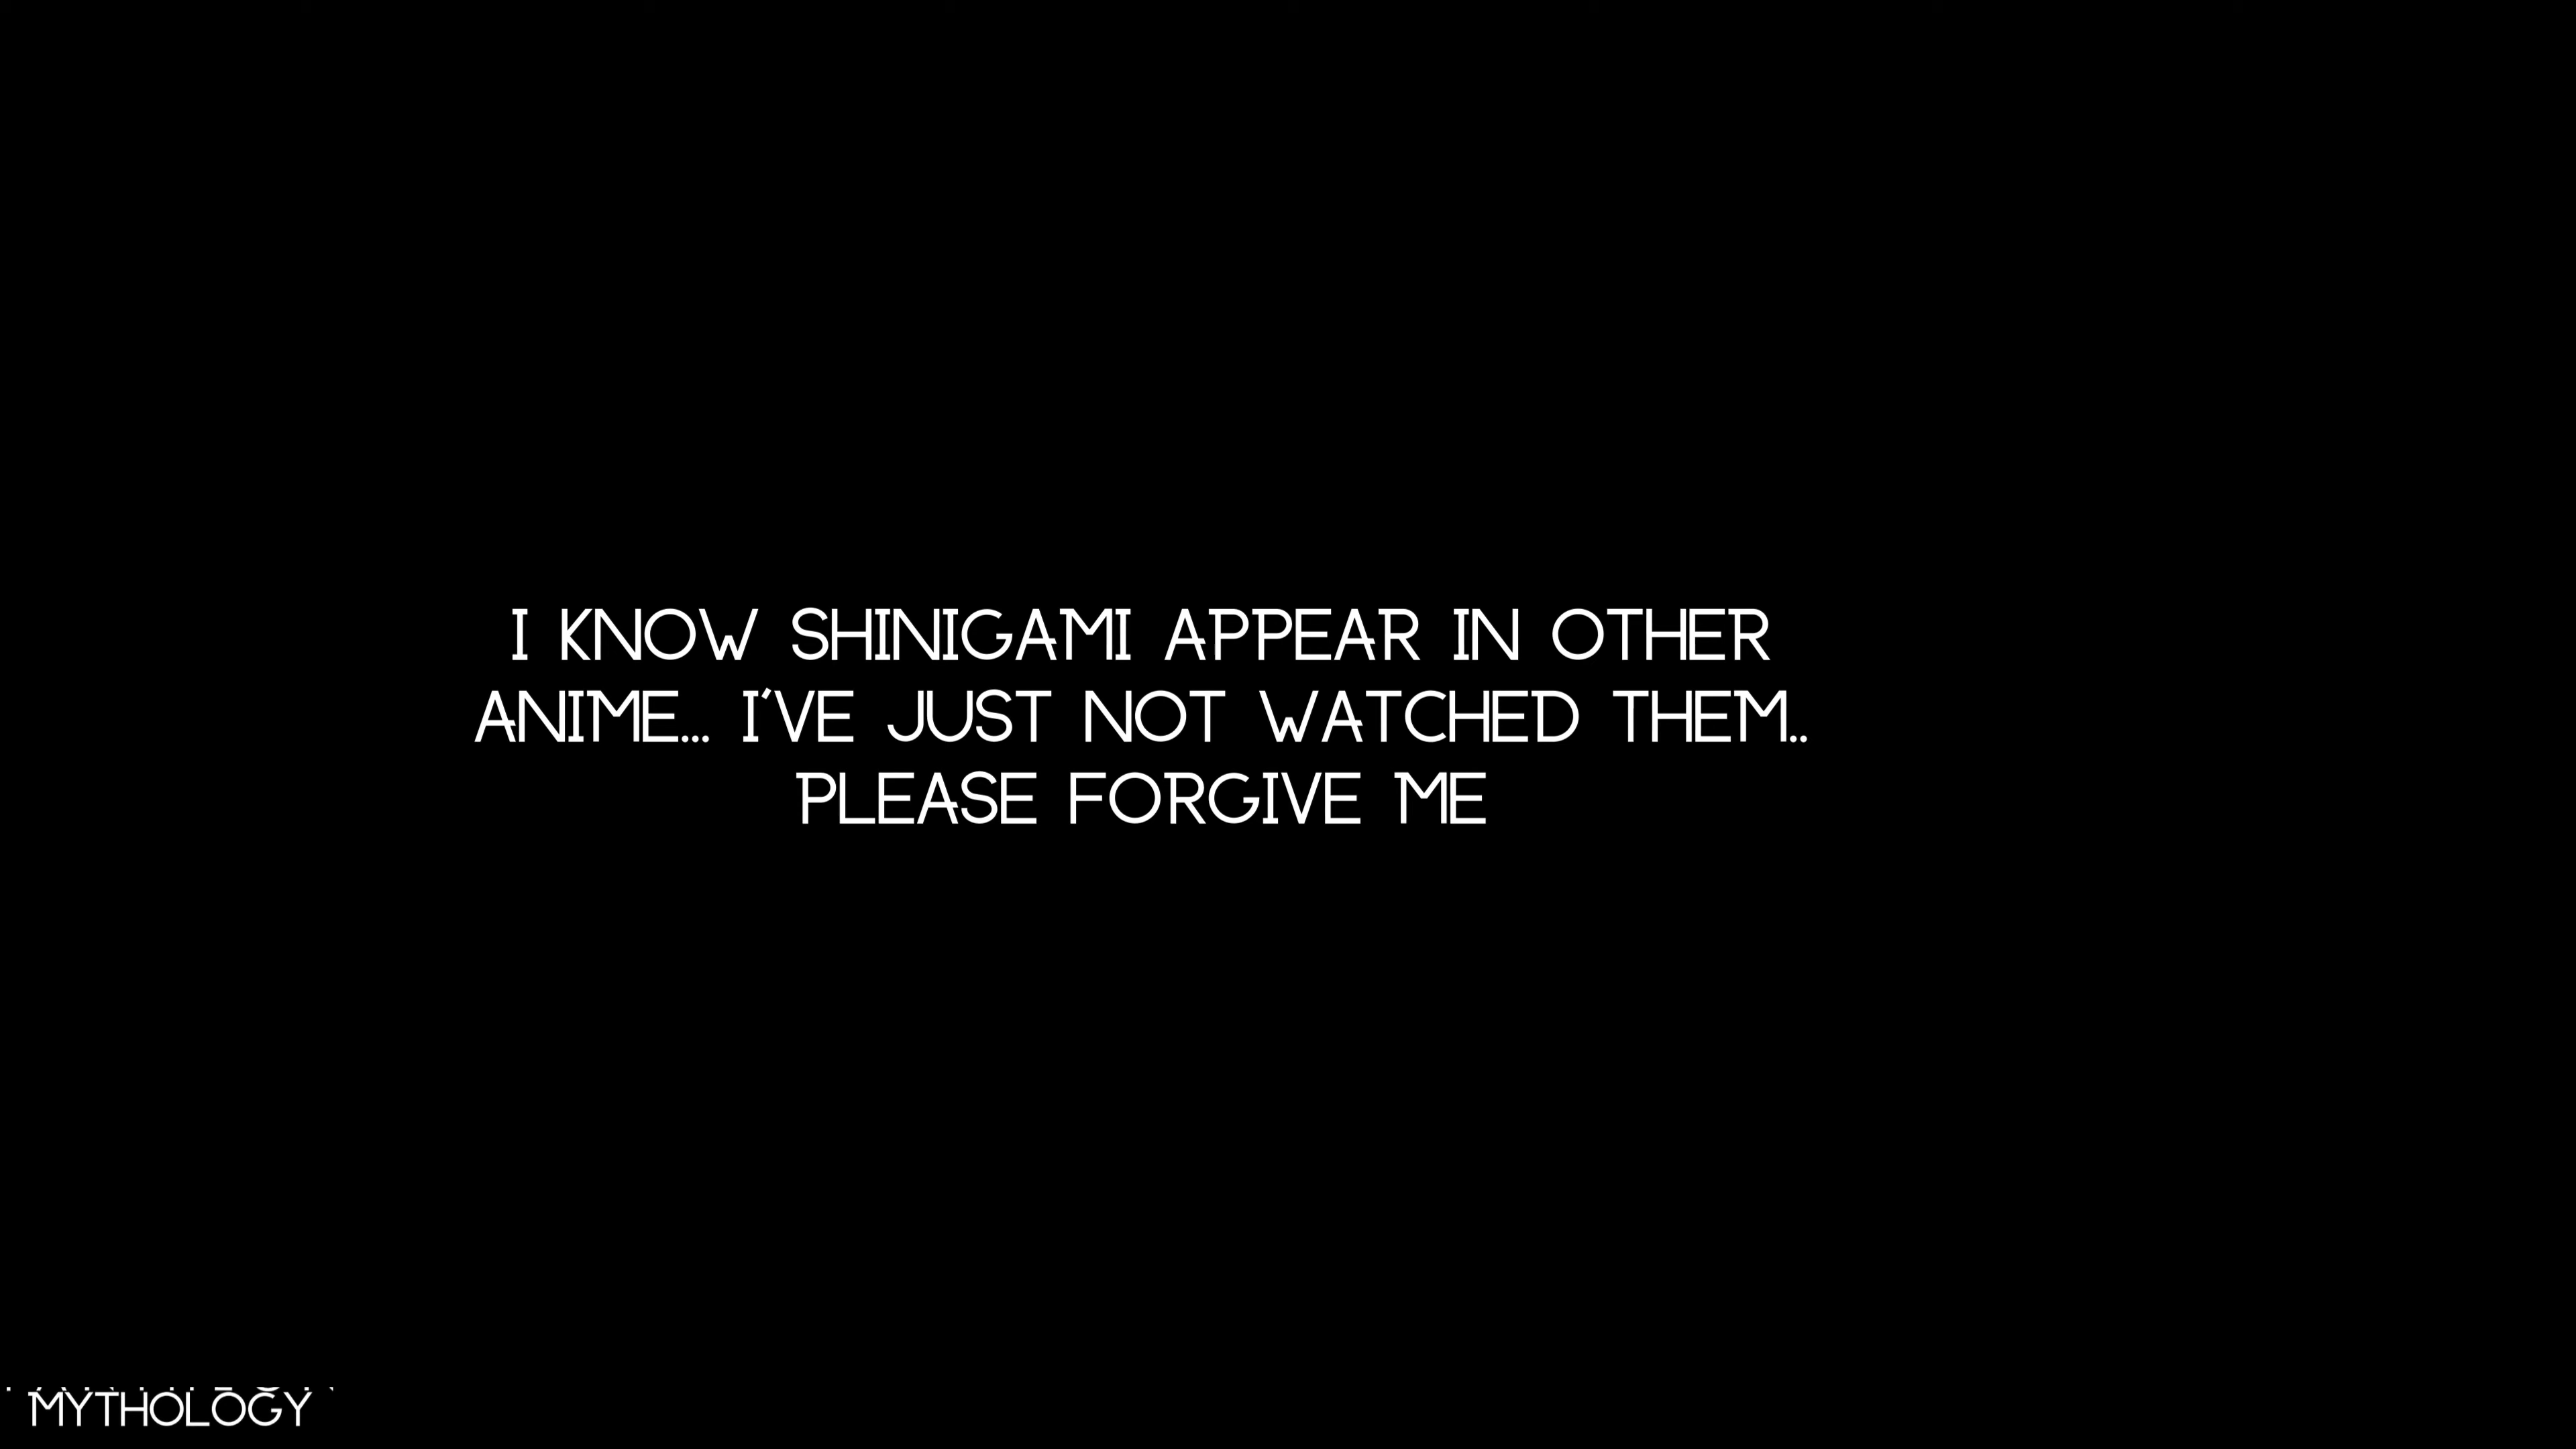 I KNOW SHINIGAMI APPEAR IN OTHER
ANIME... I'VE JUST NOT WATCHED THEM..
PLEASE FORGIVE ME
MYTHOLOGY